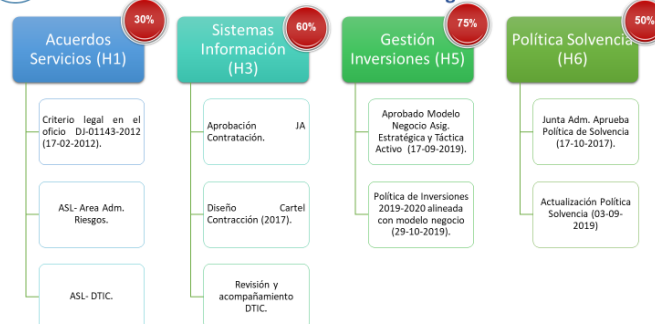 30%
Acuerdos
Servicios (H1)
Criterio legal en el
oficio DJ-01143-2012
(17-02-2012).
ASL- Area Adm.
Riesgos.
ASL- DTIC.
60%
Sistemas
Información
(H3)
Aprobación JA
Contratación.
Diseño Cartel
Contracción (2017).
Revisión y
acompañamiento
DTIC.
75%
Gestión
Inversiones (H5)
Aprobado Modelo
Negocio Asig.
Estratégica y Táctica
Activo (17-09-2019).
Política de Inversiones
2019-2020 alineada
con modelo negocio
(29-10-2019).
50%
Política Solvencia
(H6)
Junta Adm. Aprueba
Política de Solvencia
(17-10-2017).
Actualización Política
Solvencia (03-09-
2019)